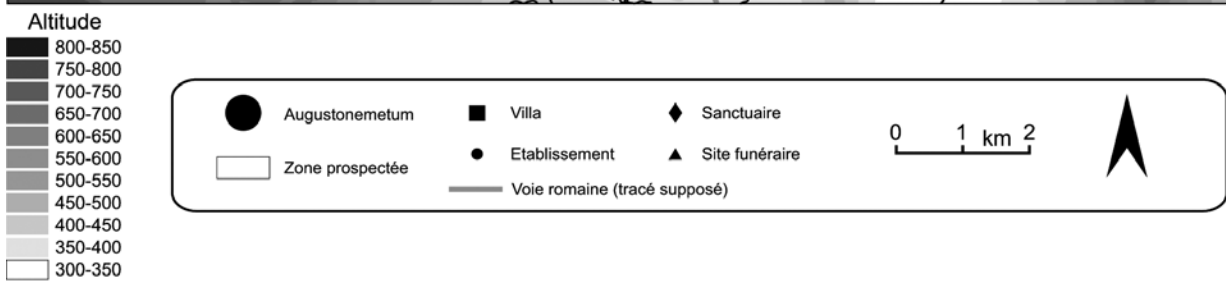 Altitude
800-850
750-800
700-750
650-700
600-650
550-600
500-550
450-500
400-450
350-400
300-350
Augustonemetum
Villa
Sanctuaire
Zone prospectée
Etablissement
Site funéraire
Voie romaine (tracé supposé)
0 1 km 2